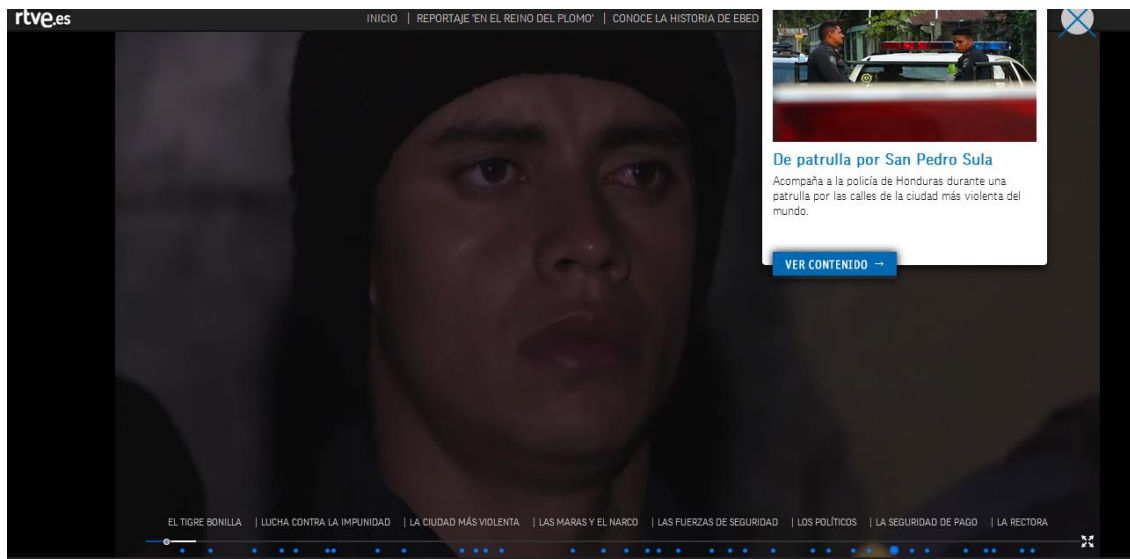 rtve.es
INICIO | REPORTAJE 'EN EL REINO DEL PLOMO' | CONOCE LA HISTORIA DE EBED
De patrulla por San Pedro Sula
Acompaña a la policía de Honduras durante una
patrulla por las calles de la ciudad más violenta del
mundo.
VER CONTENIDO →
EL TIGRE BONILLA | LUCHA CONTRA LA IMPUNIDAD | LA CIUDAD MÁS VIOLENTA | LAS MARAS Y EL NARCO | LAS FUERZAS DE SEGURIDAD | LOS POLÍTICOS | LA SEGURIDAD DE PAGO | LA RECTORA